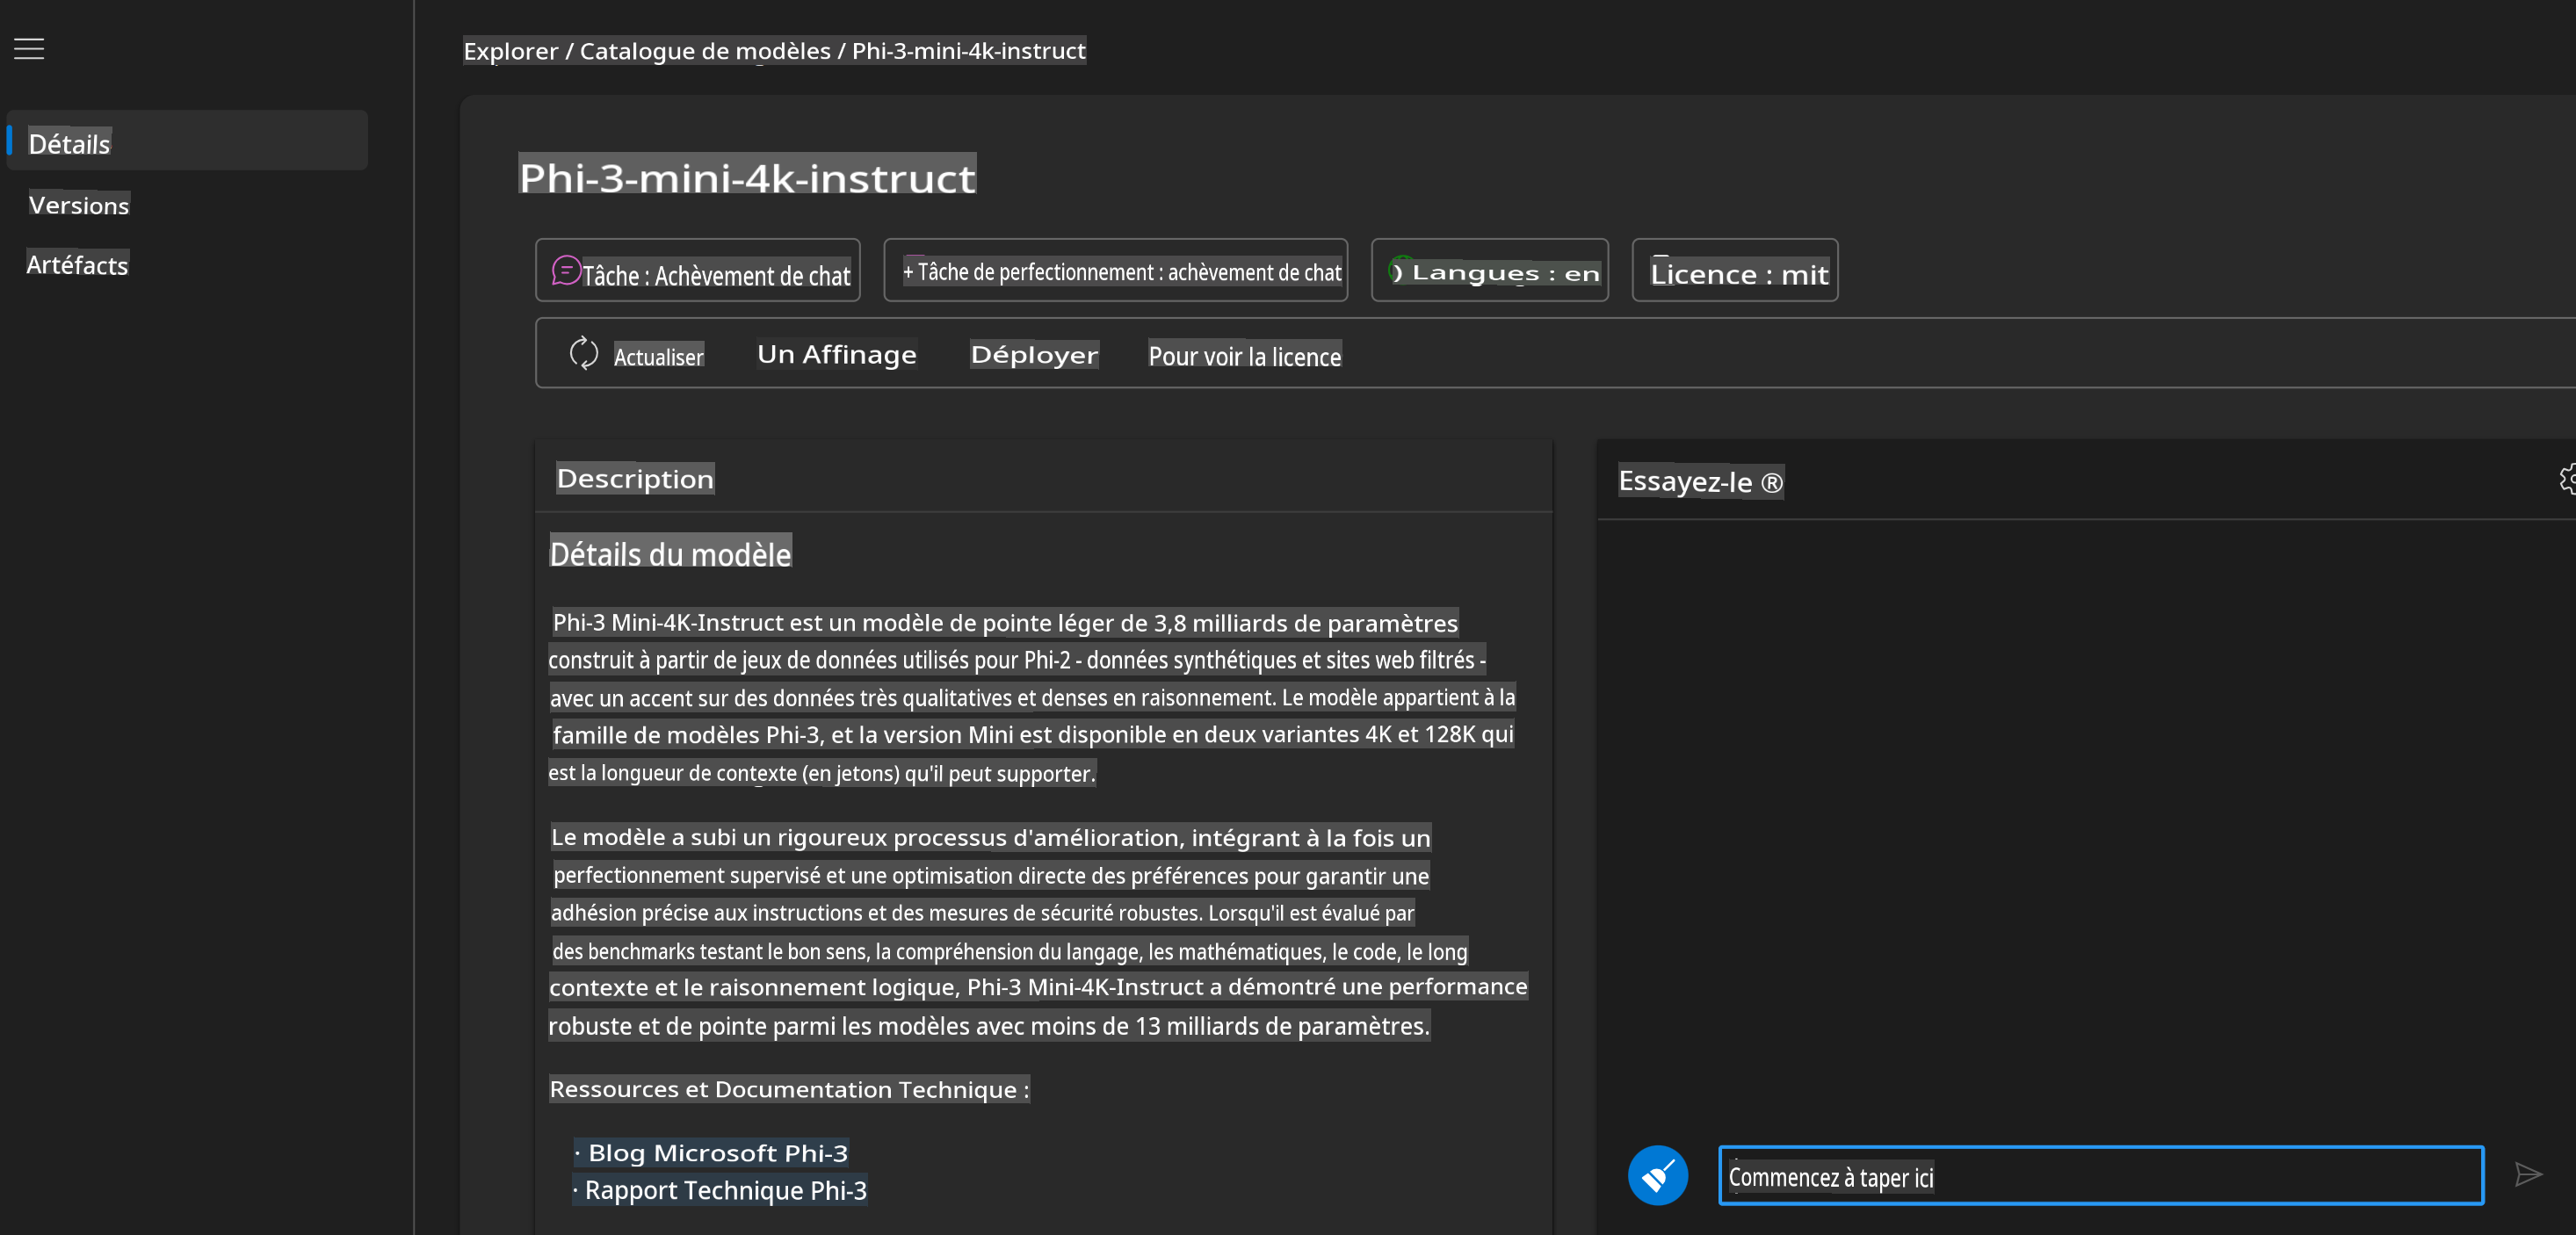 Explorer / Catalogue de modèles / Phi-3-mini-4k-instruct
Détails
Versions
Artéfacts
Phi-3-mini-4k-instruct
Tâche : Achèvement de chat
+ Tâche de perfectionnement : achèvement de chat
) Langues : en
Licence : mit
Actualiser
Un Affinage
Déployer
Pour voir la licence
Description
Détails du modèle
Phi-3 Mini-4K-Instruct est un modèle de pointe léger de 3,8 milliards de paramètres
construit à partir de jeux de données utilisés pour Phi-2 - données synthétiques et sites web filtrés -
avec un accent sur des données très qualitatives et denses en raisonnement. Le modèle appartient à la
famille de modèles Phi-3, et la version Mini est disponible en deux variantes 4K et 128K qui
est la longueur de contexte (en jetons) qu'il peut supporter.
Le modèle a subi un rigoureux processus d'amélioration, intégrant à la fois un
perfectionnement supervisé et une optimisation directe des préférences pour garantir une
adhésion précise aux instructions et des mesures de sécurité robustes. Lorsqu'il est évalué par
des benchmarks testant le bon sens, la compréhension du langage, les mathématiques, le code, le long
contexte et le raisonnement logique, Phi-3 Mini-4K-Instruct a démontré une performance
robuste et de pointe parmi les modèles avec moins de 13 milliards de paramètres.
Ressources et Documentation Technique :
· Blog Microsoft Phi-3
· Rapport Technique Phi-3
Essayez-le ®
Commencez à taper ici